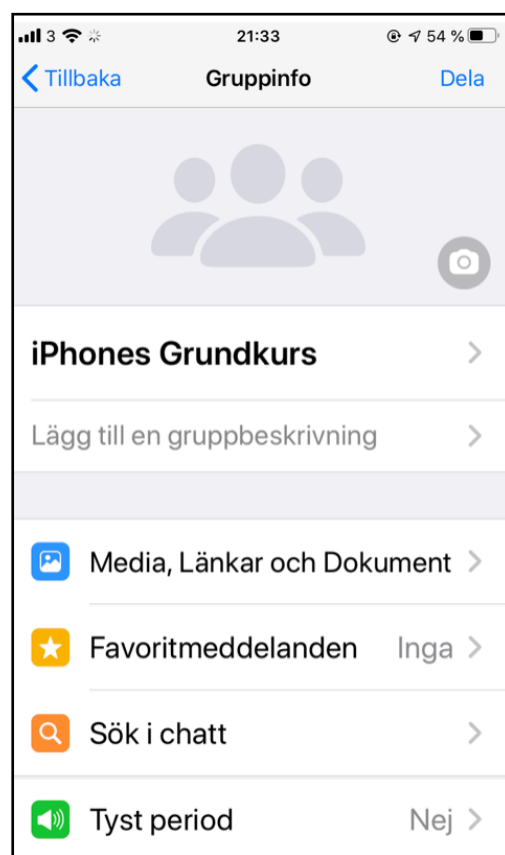 3 21:33 54 %
Tillbaka Gruppinfo Dela
iPhones Grundkurs
Lägg till en gruppbeskrivning
Media, Länkar och Dokument
Favoritmeddelanden Inga
Sök i chatt
Tyst period Nej